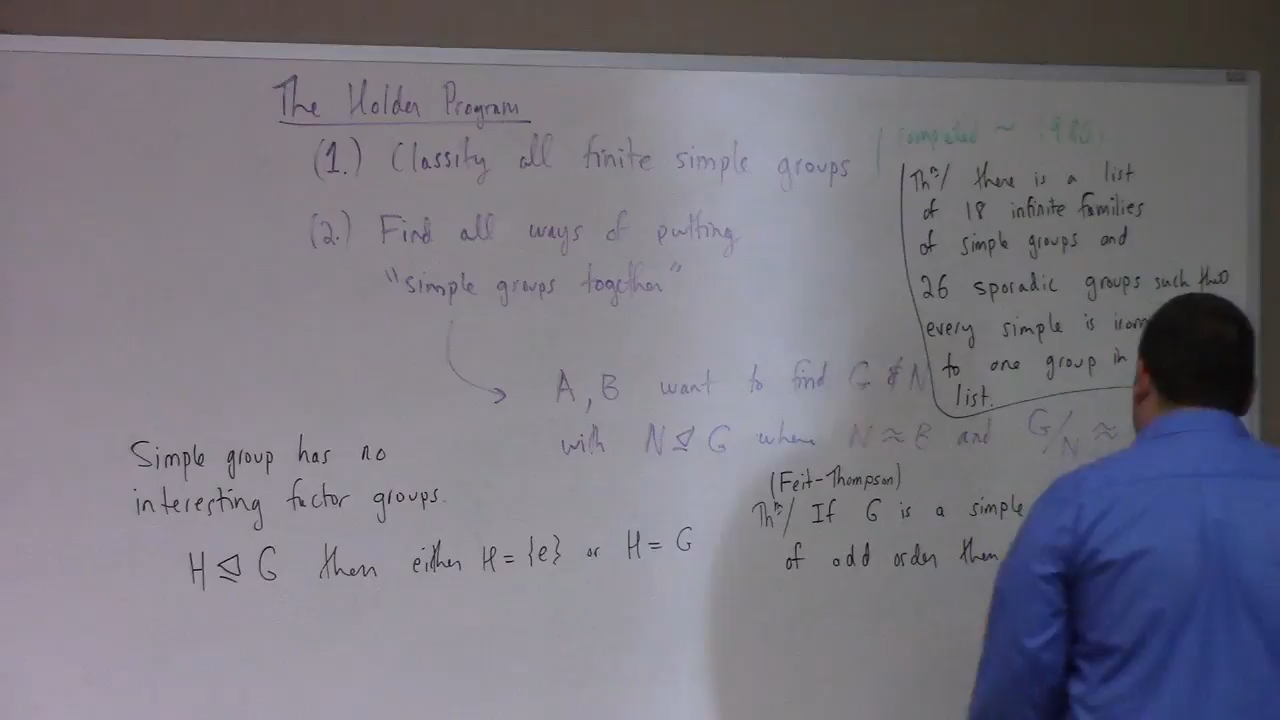 The Holder Program
(1.) Classify all finite simple groups
completed ~
(2.) Find all ways of putting
"simple groups together"
A, B want to find G & N
with N ⊴ G where N ≈ B and G/N ≈
Thᵐ/ there is a list
of 18 infinite families
of simple groups and
26 sporadic groups such that
every simple is
to one group in
list.
Simple group has no
interesting factor groups.
H ⊴ G then either H = {e} or H = G
(Feit-Thompson)
Thᵐ/ If G is a simple
of odd order then